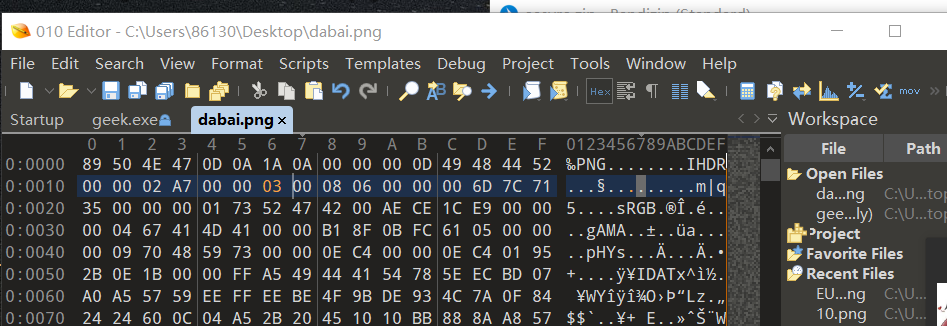 010 Editor - C:\Users\86130\Desktop\dabai.png
File Edit Search View Format Scripts Templates Debug Project Tools Window Help
Hex mov »
Startup geek.exe dabai.png × Workspace
0 1 2 3 4 5 6 7 8 9 A B C D E F 0123456789ABCDEF File Path
0:0000 89 50 4E 47 0D 0A 1A 0A 00 00 00 0D 49 48 44 52 ‰PNG........IHDR Open Files
0:0010 00 00 02 A7 00 00 03 00 08 06 00 00 00 6D 7C 71 ...§.........m|q da...ng C:\U...top
0:0020 35 00 00 00 01 73 52 47 42 00 AE CE 1C E9 00 00 5....sRGB.®Î.é.. gee...ly) C:\U...top
0:0030 00 04 67 41 4D 41 00 00 B1 8F 0B FC 61 05 00 00 ..gAMA..±..üa... Project
0:0040 00 09 70 48 59 73 00 00 0E C4 00 00 0E C4 01 95 ..pHYs...Ä...Ä.• Favorite Files
0:0050 2B 0E 1B 00 00 FF A5 49 44 41 54 78 5E EC BD 07 +....ÿ¥IDATx^ì½. Recent Files
0:0060 A0 A5 57 59 EE FF EE BE 4F 9B DE 93 4C 7A 0F 84 ¥WYîÿî¾O›Þ“Lz.„ EU...ng C:\U...
0:0070 24 24 60 0C 04 A5 2B 20 45 10 10 BB 88 8A A8 57 $$`..¥+ E..»ˆŠ¨W 10.png C:\U...